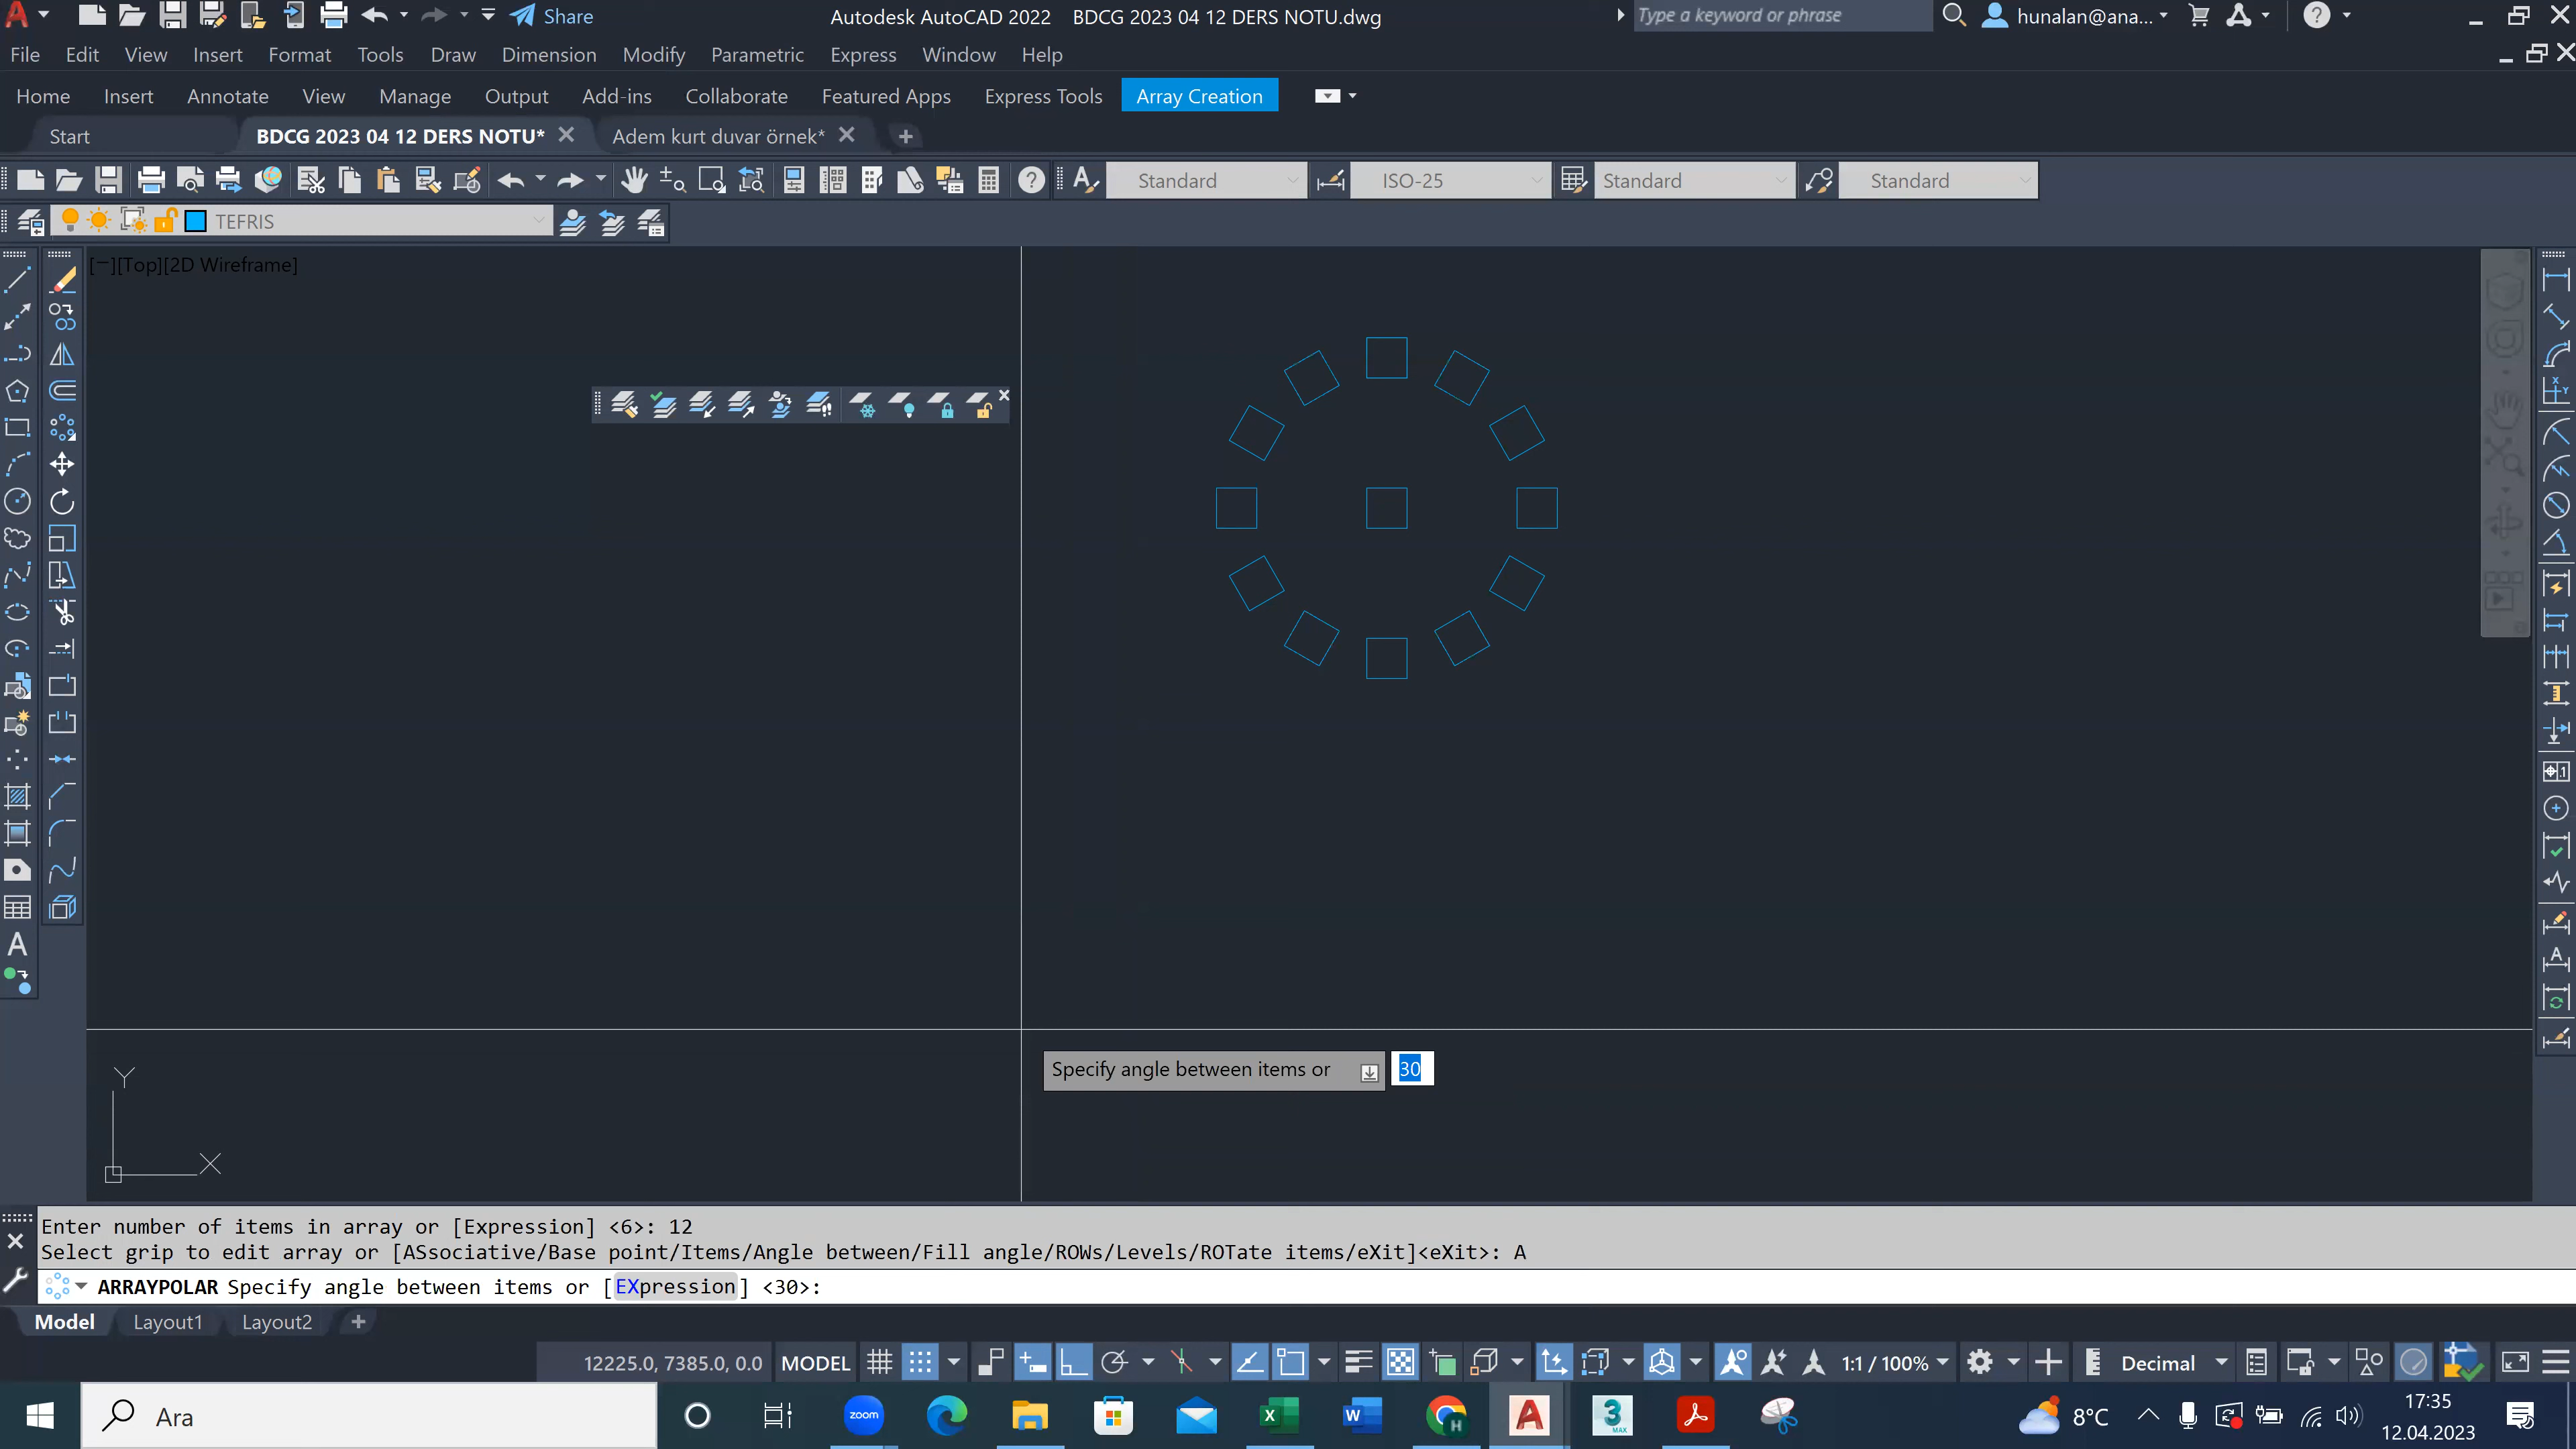 Share
Autodesk AutoCAD 2022 BDCG 2023 04 12 DERS NOTU.dwg
Type a keyword or phrase
hunalan@ana...
File Edit View Insert Format Tools Draw Dimension Modify Parametric Express Window Help
Home Insert Annotate View Manage Output Add-ins Collaborate Featured Apps Express Tools Array Creation
Start
BDCG 2023 04 12 DERS NOTU*
Adem kurt duvar örnek*
Standard
ISO-25
Standard
Standard
TEFRIS
[−][Top][2D Wireframe]
Specify angle between items or 30
Y
X
Enter number of items in array or [Expression] <6>: 12
Select grip to edit array or [ASsociative/Base point/Items/Angle between/Fill angle/ROWs/Levels/ROTate items/eXit]<eXit>: A
ARRAYPOLAR Specify angle between items or [EXpression] <30>:
Model Layout1 Layout2
12225.0, 7385.0, 0.0 MODEL
1:1 / 100%
Decimal
Ara
zoom
8°C
17:35
12.04.2023